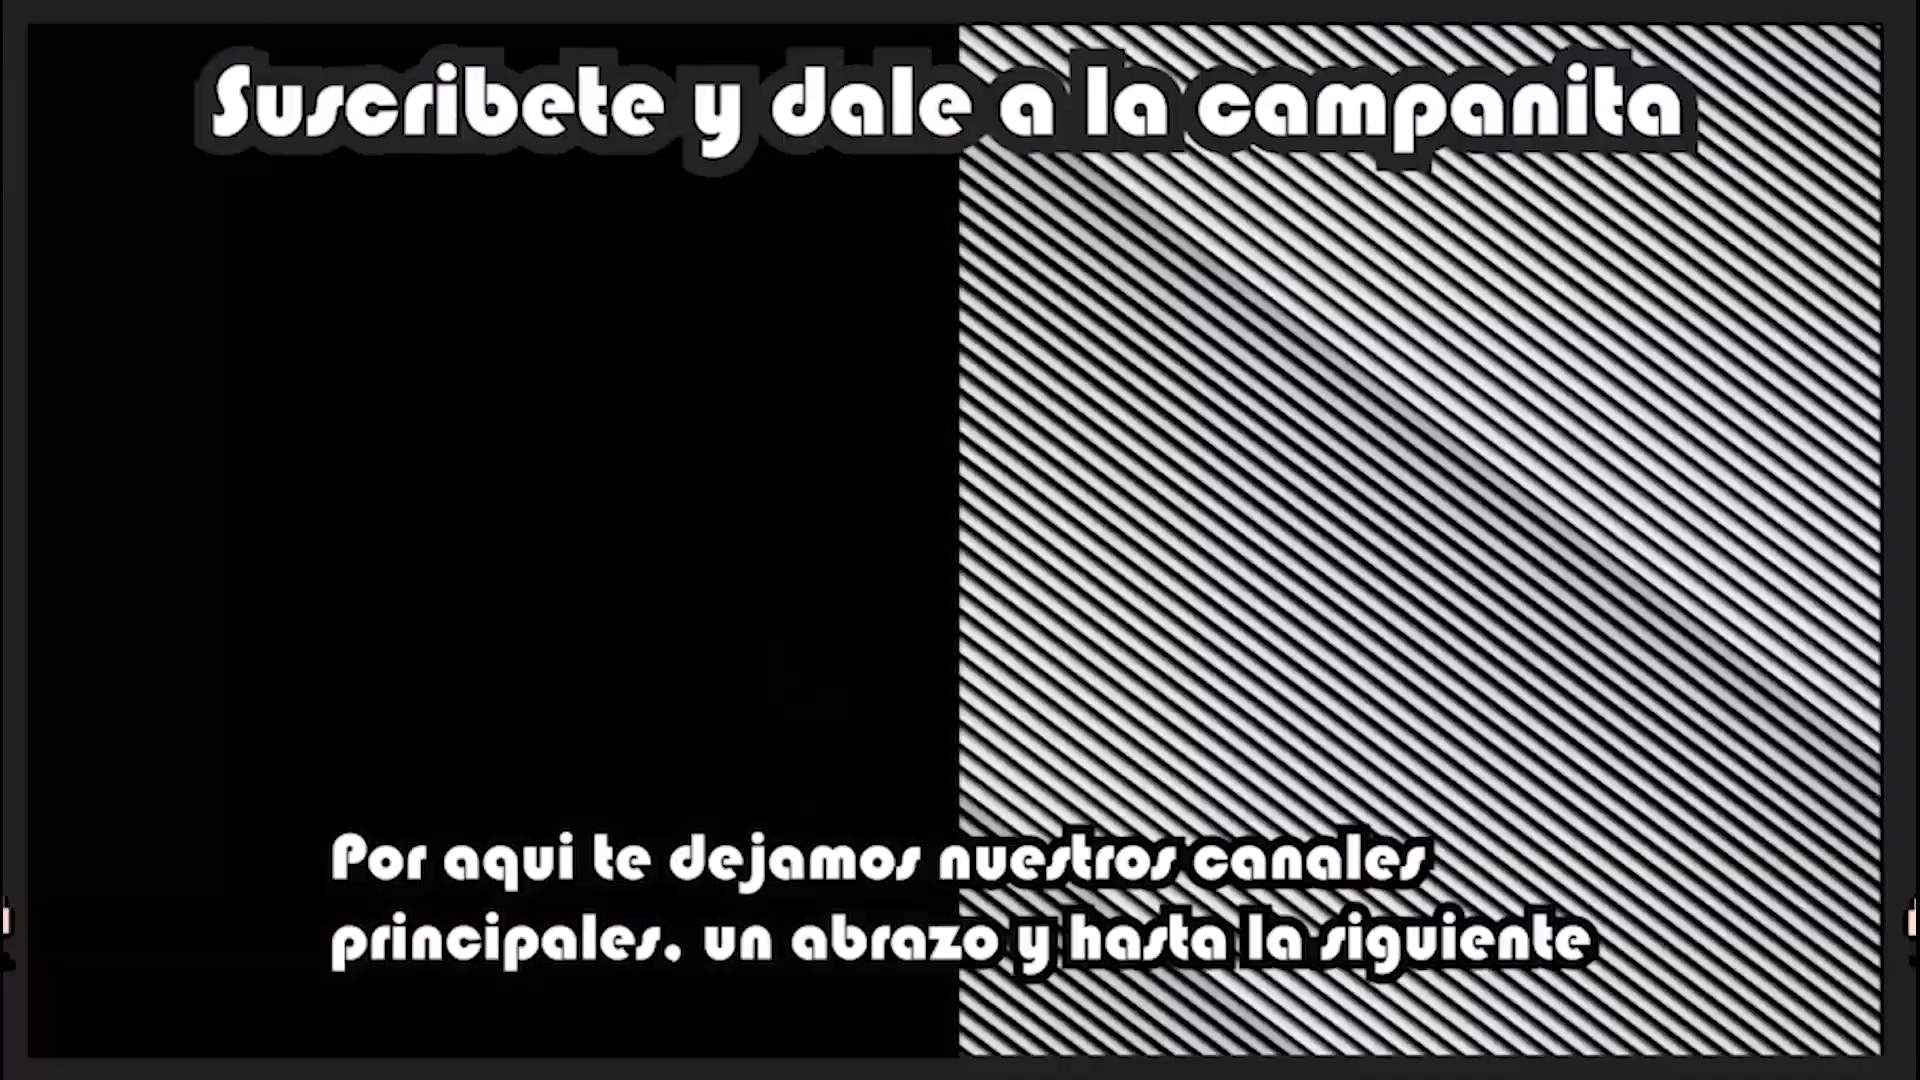 Suscribete y dale a la campanita
Por aqui te dejamos nuestros canales
principales. un abrazo y hasta la siguiente